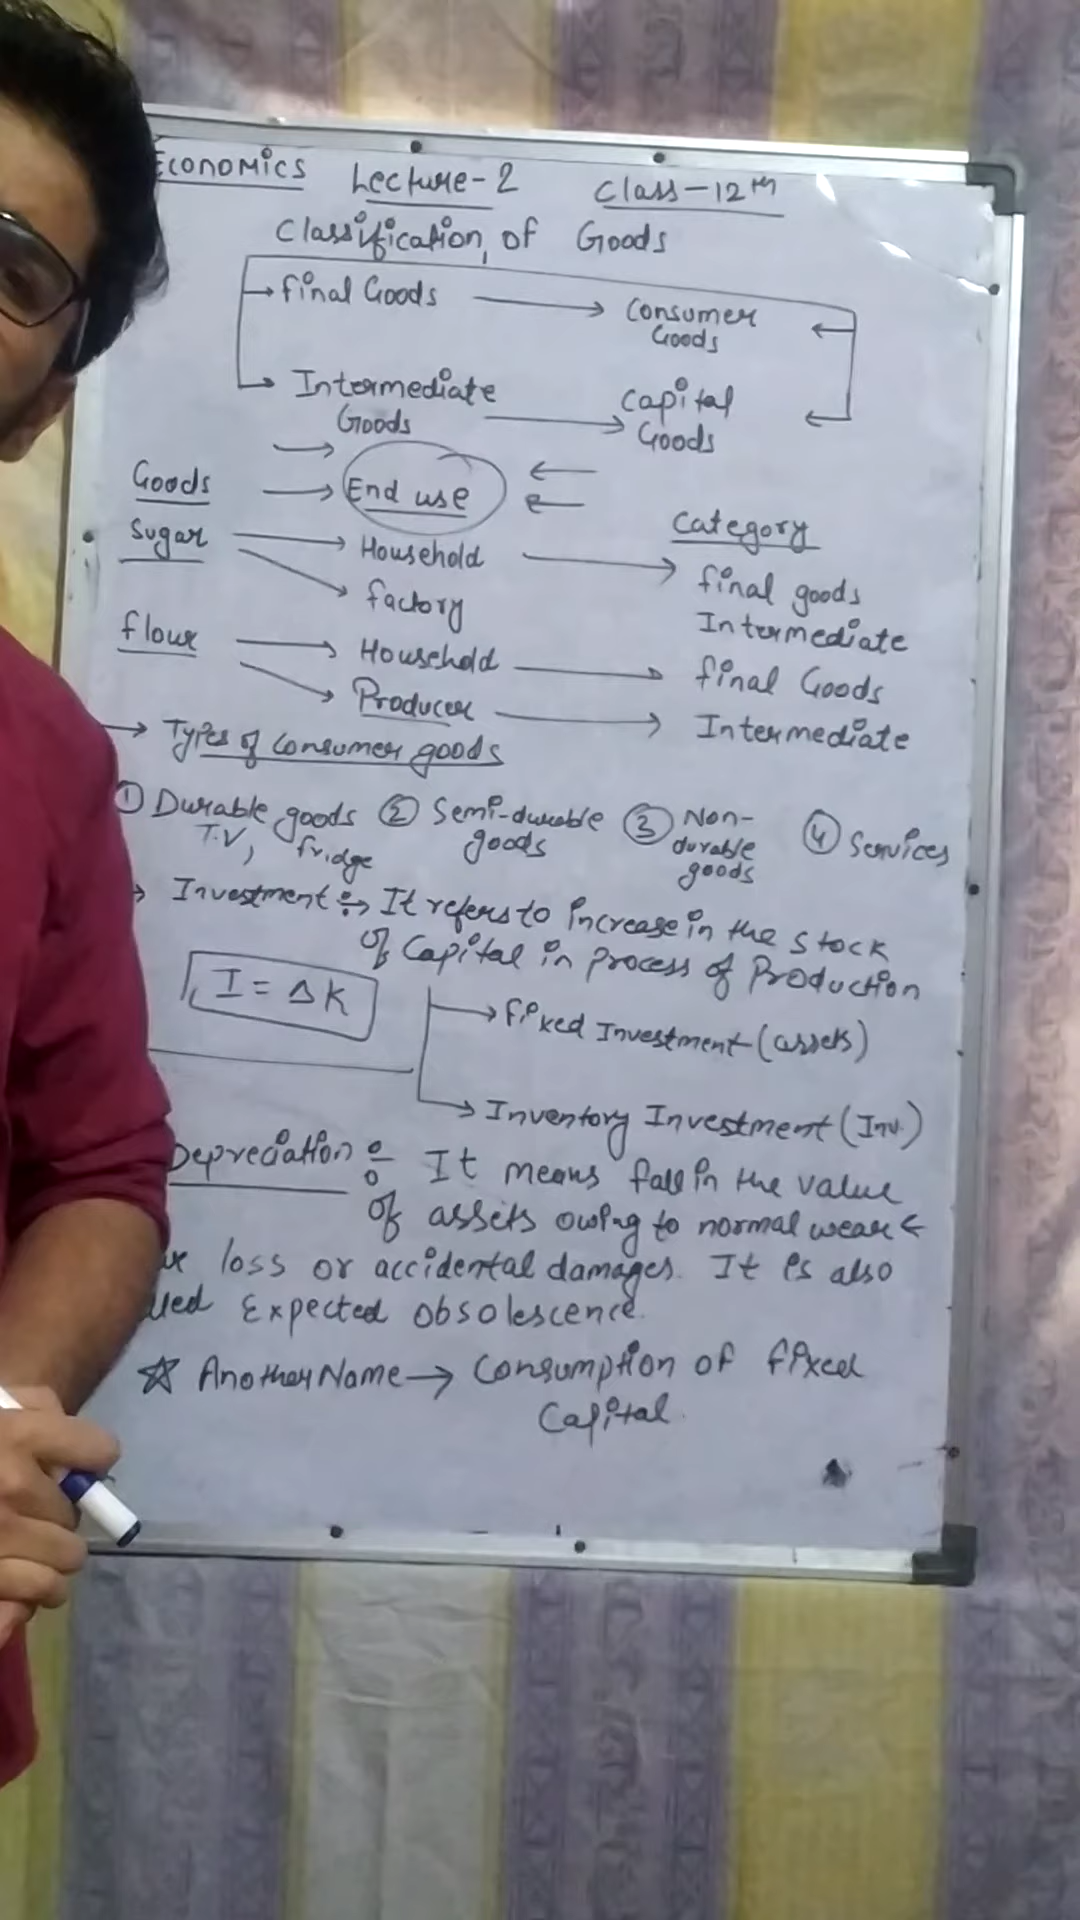 ECONOMICS Lecture-2 Class-12th
Classification of Goods
final Goods → Consumer Goods
Intermediate Goods → Capital Goods
Goods → End use Category
Sugar → Household → final goods
factory Intermediate
flour → Household → final Goods
Producer → Intermediate
→ Types of Consumer goods
① Durable goods ② Semi-durable goods ③ Non-durable goods ④ Services
T.V, fridge
Investment :→ It refers to increase in the stock
of Capital in process of Production
I = ΔK
→ fixed Investment (assets)
→ Inventory Investment (Inv.)
Depreciation : It means fall in the value
of assets owing to normal wear &
loss or accidental damages. It is also
Expected obsolescence.
☆ Another Name → Consumption of fixed
Capital.